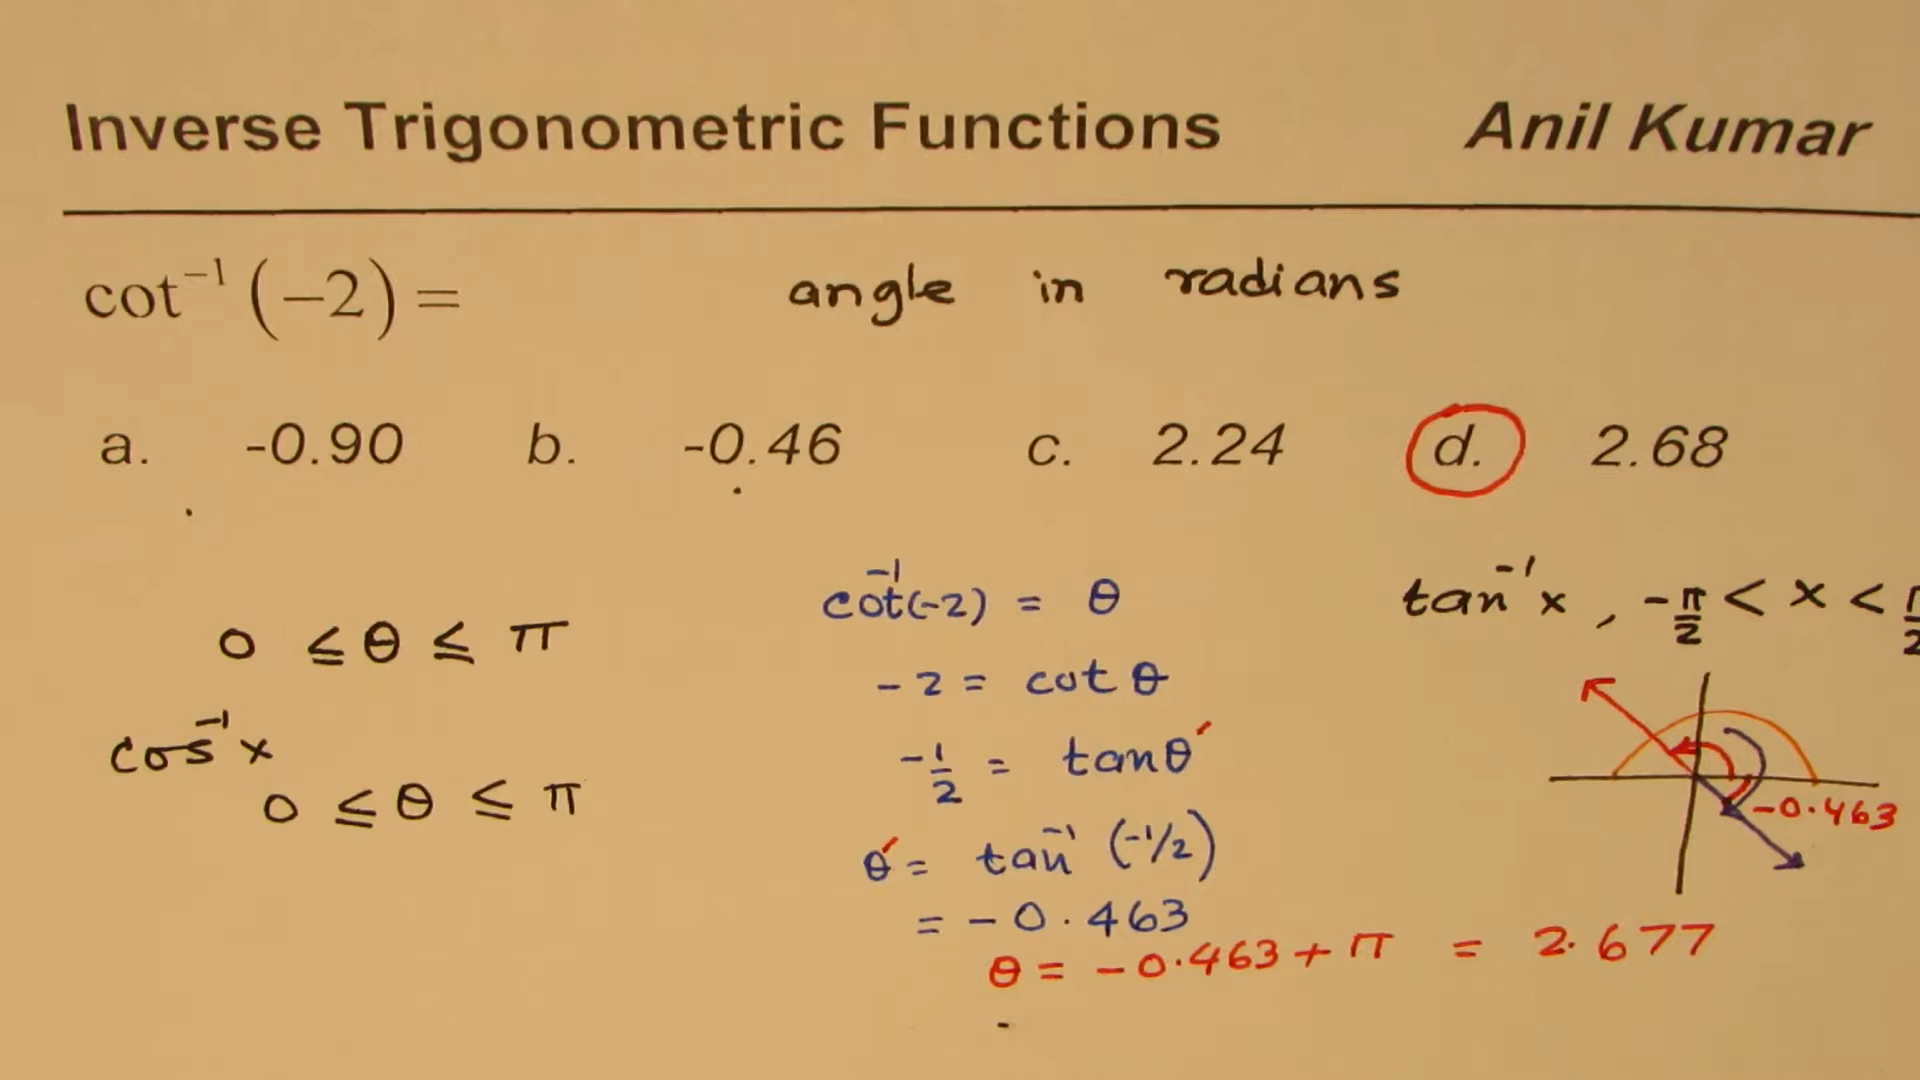 Inverse Trigonometric Functions Anil Kumar
cot⁻¹(−2) = angle in radians
a. -0.90 b. -0.46 c. 2.24 d. 2.68
0 ≤ θ ≤ π
cos⁻¹x
0 ≤ θ ≤ π
cot⁻¹(-2) = θ
-2 = cot θ
-1/2 = tanθ′
θ′ = tan⁻¹(-1/2)
= -0.463
θ = -0.463 + π = 2.677
tan⁻¹x, -π/2 < x < π/2
-0.463